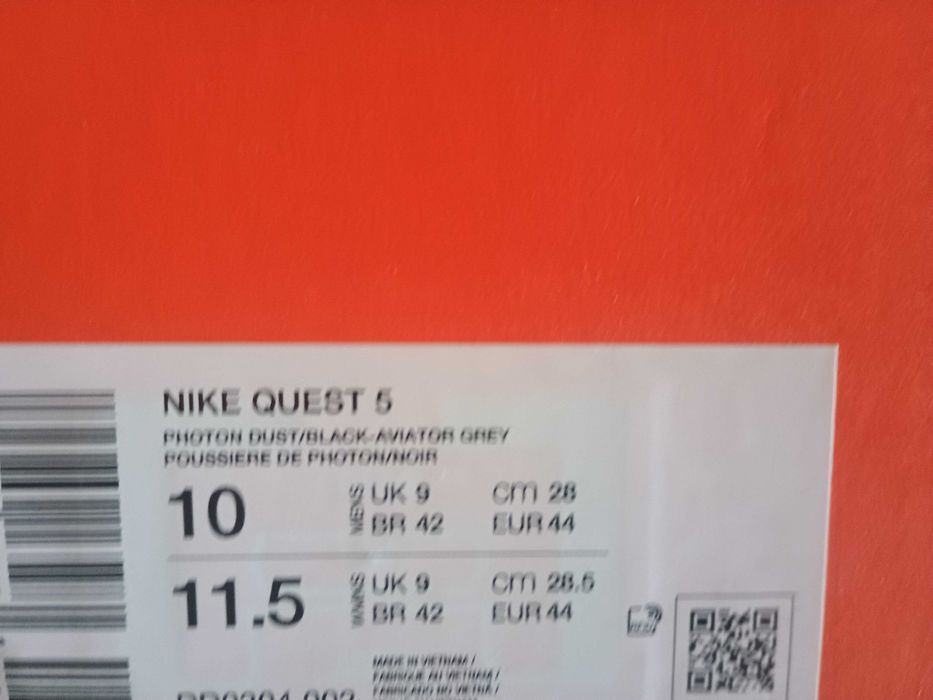 NIKE QUEST 5
PHOTON DUST/BLACK-AVIATOR GREY
POUSSIERE DE PHOTON/NOIR
10 MENS UK 9 CM 28
BR 42 EUR 44
11.5 WMNS UK 9 CM 28.5
BR 42 EUR 44
MADE IN VIETNAM /
FABRIQUE AU VIETNAM /
FABRICADO NO VIETNA /